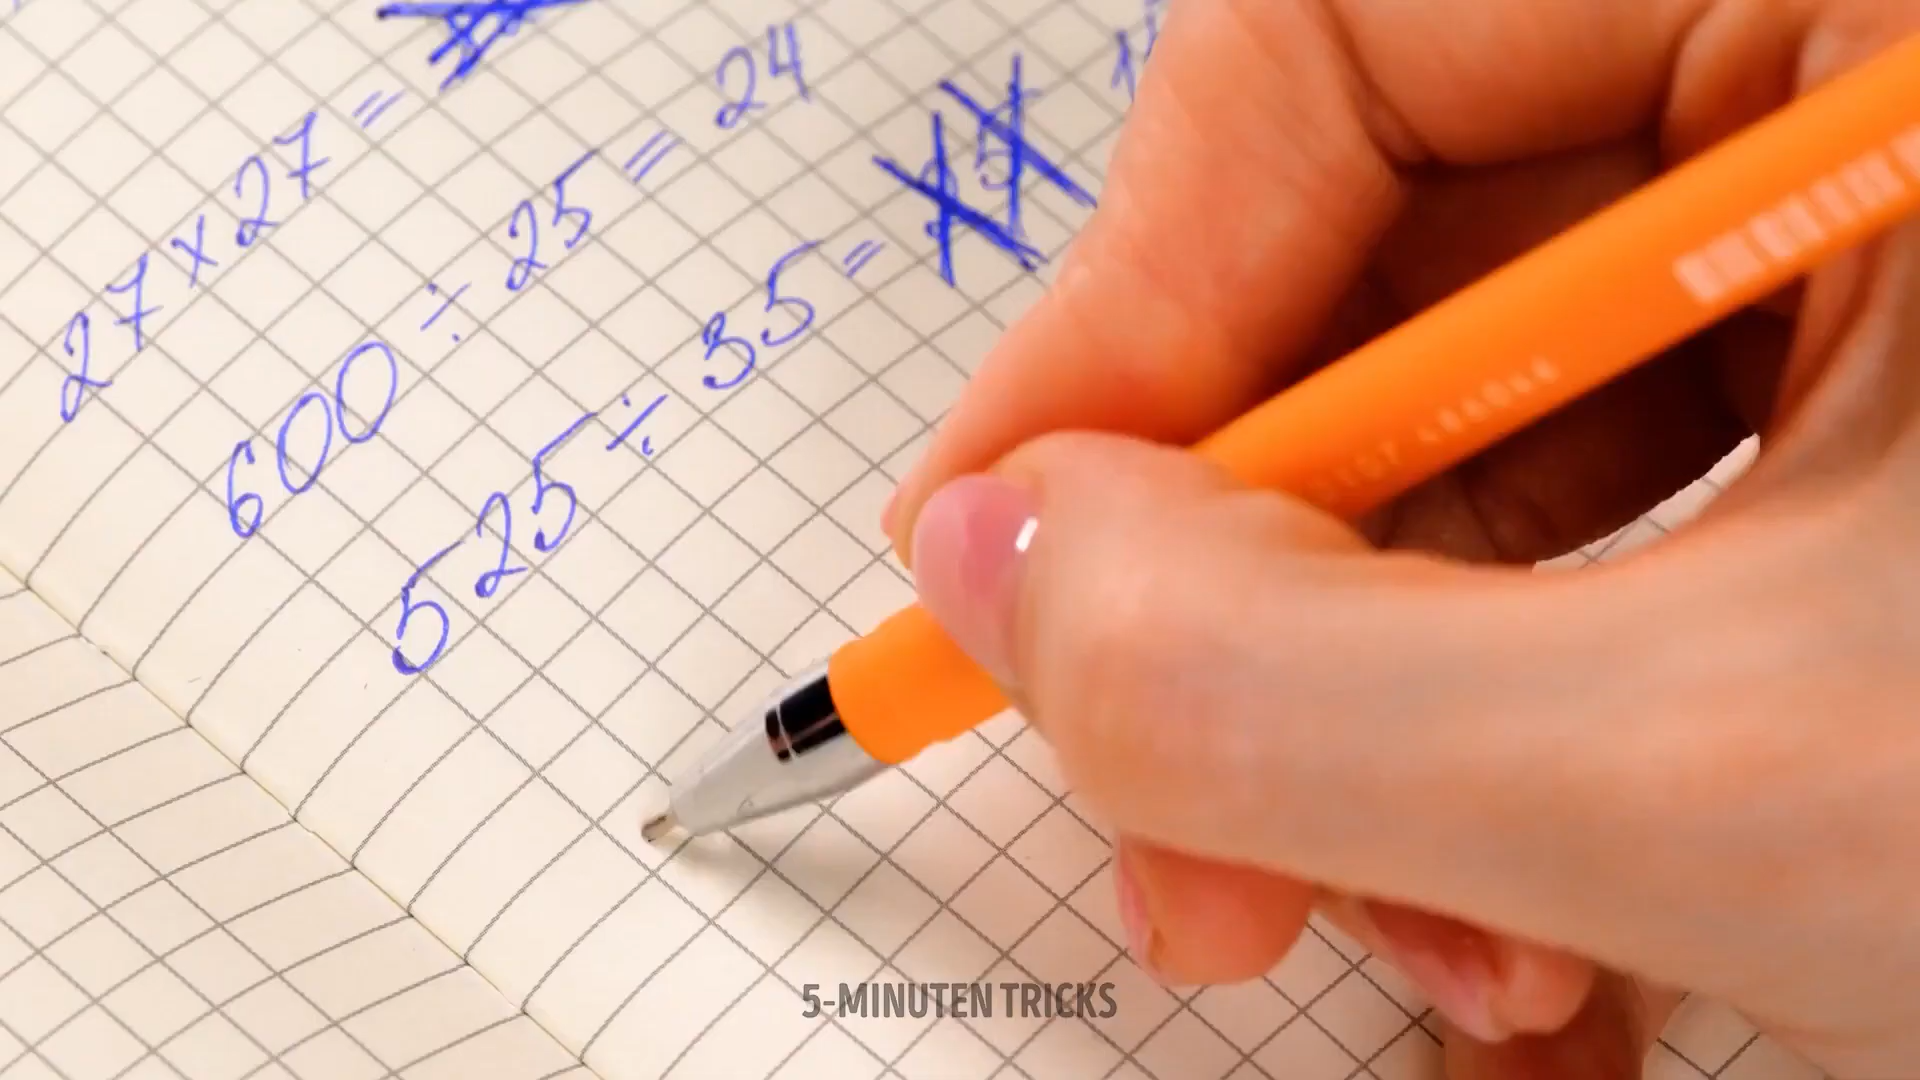 27 x 27 =
600 ÷ 25 = 24
525 ÷ 35 =
5-MINUTEN TRICKS